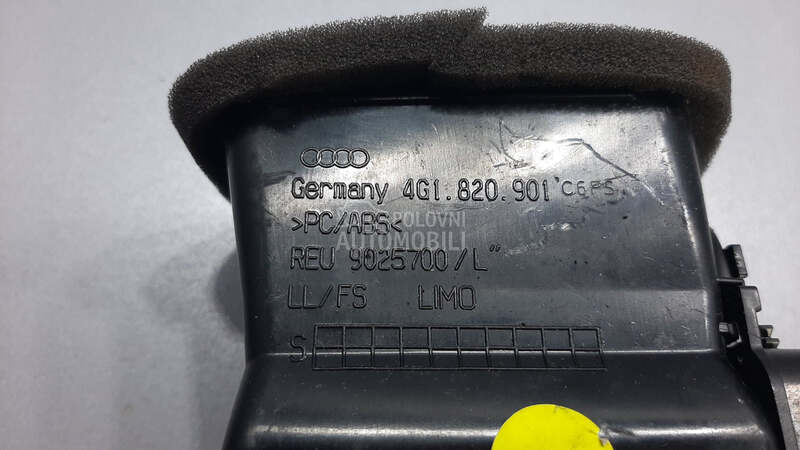 Germany 4G1.820.901 C6PS
>PC/ABS<
POLOVNI
AUTOMOBILI
REU 9025700/L"
LL/FS LIMO
S